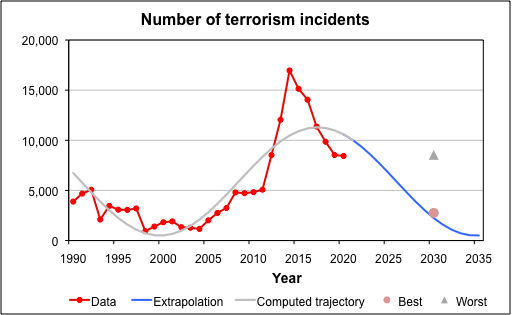 Number of terrorism incidents
20,000
15,000
10,000
5,000
0
1990 1995 2000 2005 2010 2015 2020 2025 2030 2035
Year
Data Extrapolation Computed trajectory Best Worst